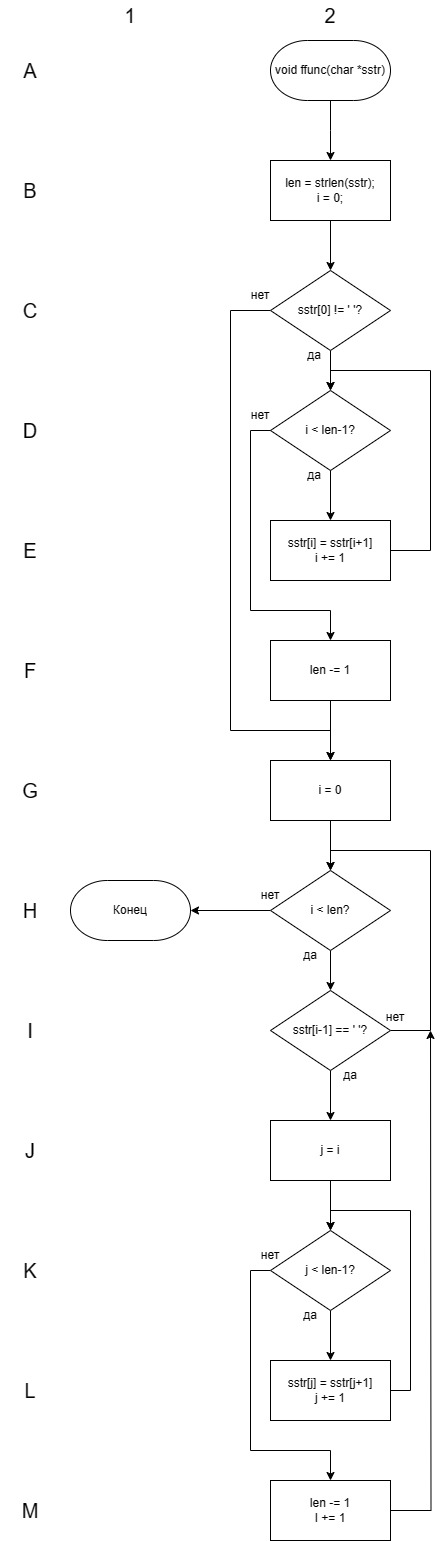 1 2
A
void ffunc(char *sstr)
B
len = strlen(sstr);
i = 0;
нет
C
sstr[0] != ' '?
да
нет
D
i < len-1?
да
E
sstr[i] = sstr[i+1]
i += 1
F
len -= 1
G
i = 0
нет
H
Конец
i < len?
да
нет
I
sstr[i-1] == ' '?
да
J
j = i
нет
K
j < len-1?
да
L
sstr[j] = sstr[j+1]
j += 1
M
len -= 1
I += 1